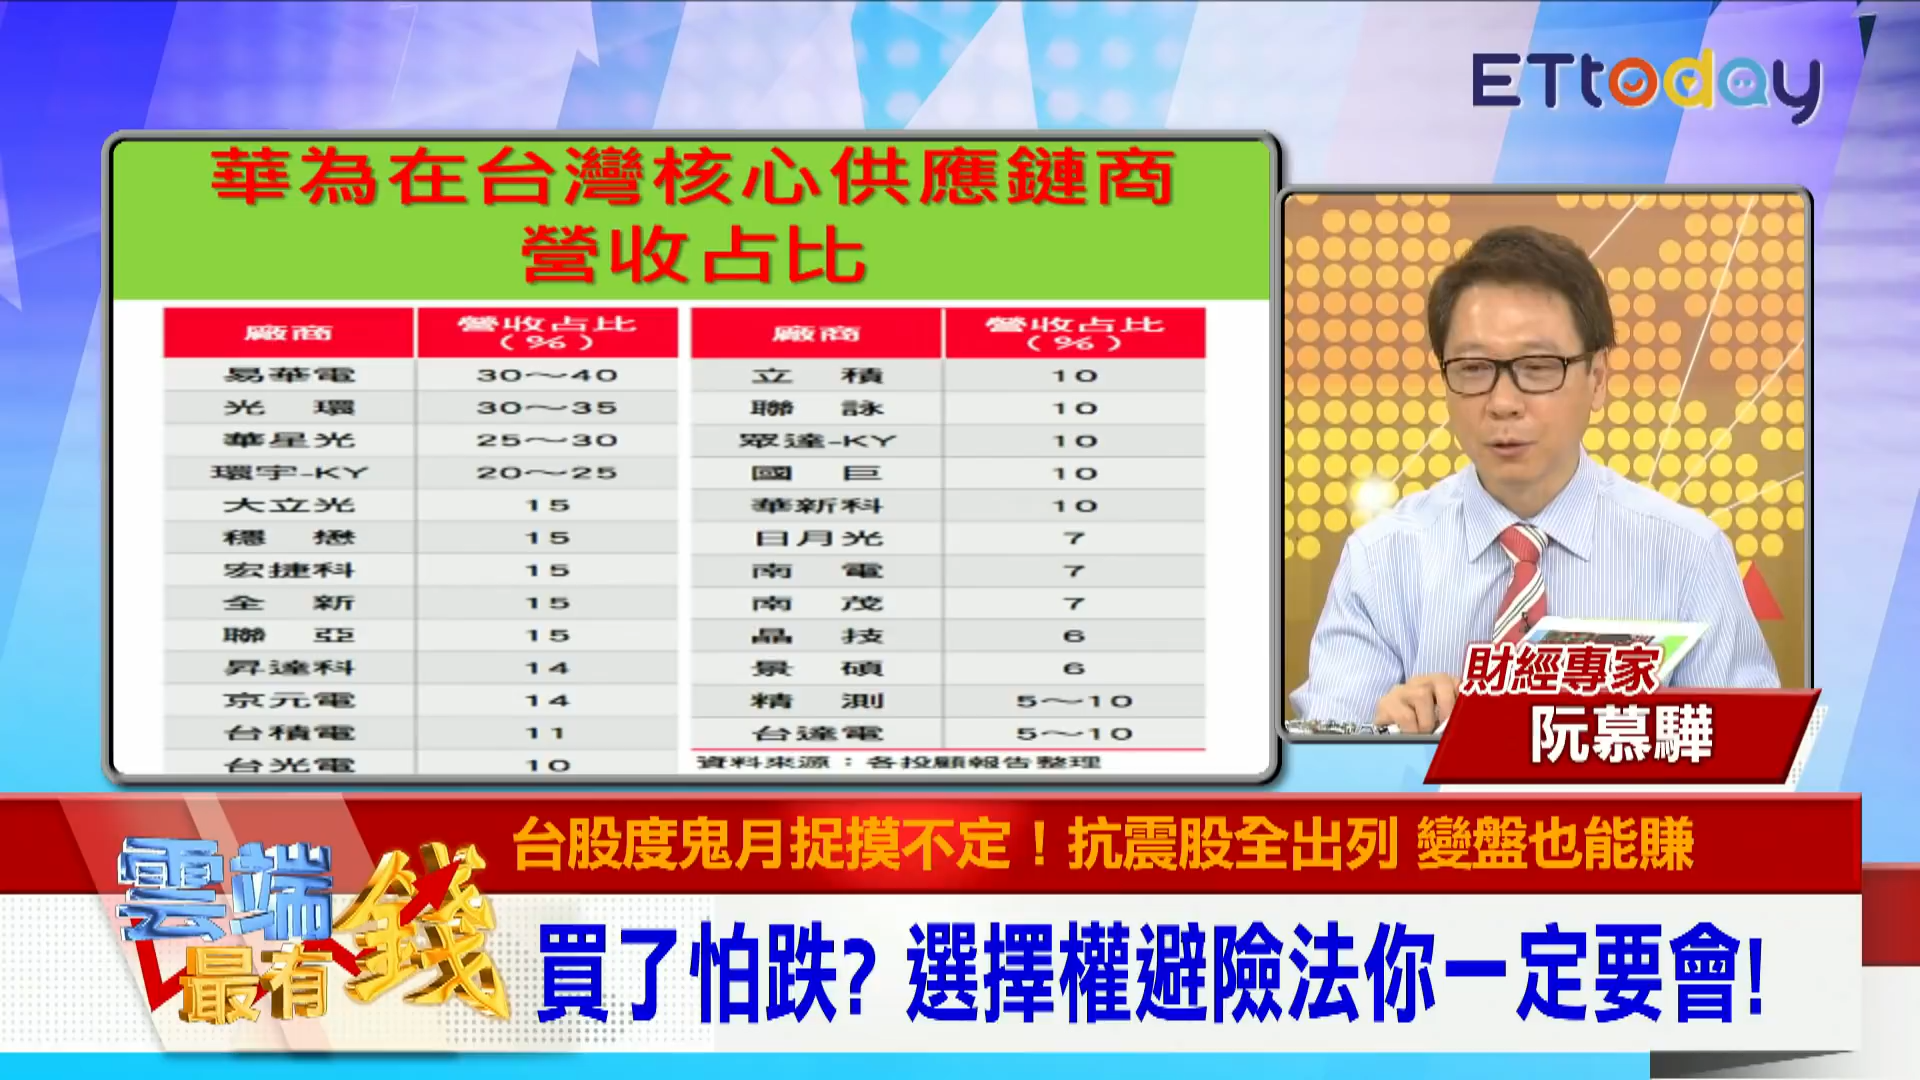 ETtoday
華為在台灣核心供應鏈商
營收占比
廠商 營收占比(%) 廠商 營收占比(%)
易華電 30～40 立積 10
光環 30～35 聯詠 10
華星光 25～30 眾達-KY 10
環宇-KY 20～25 國巨 10
大立光 15 華新科 10
穩懋 15 日月光 7
宏捷科 15 南電 7
全新 15 南茂 7
聯亞 15 晶技 6
昇達科 14 景碩 6
京元電 14 精測 5～10
台積電 11 台達電 5～10
台光電 10 資料來源：各投顧報告整理
財經專家
阮慕驊
台股度鬼月捉摸不定！抗震股全出列 變盤也能賺
雲端最有錢
買了怕跌? 選擇權避險法你一定要會!